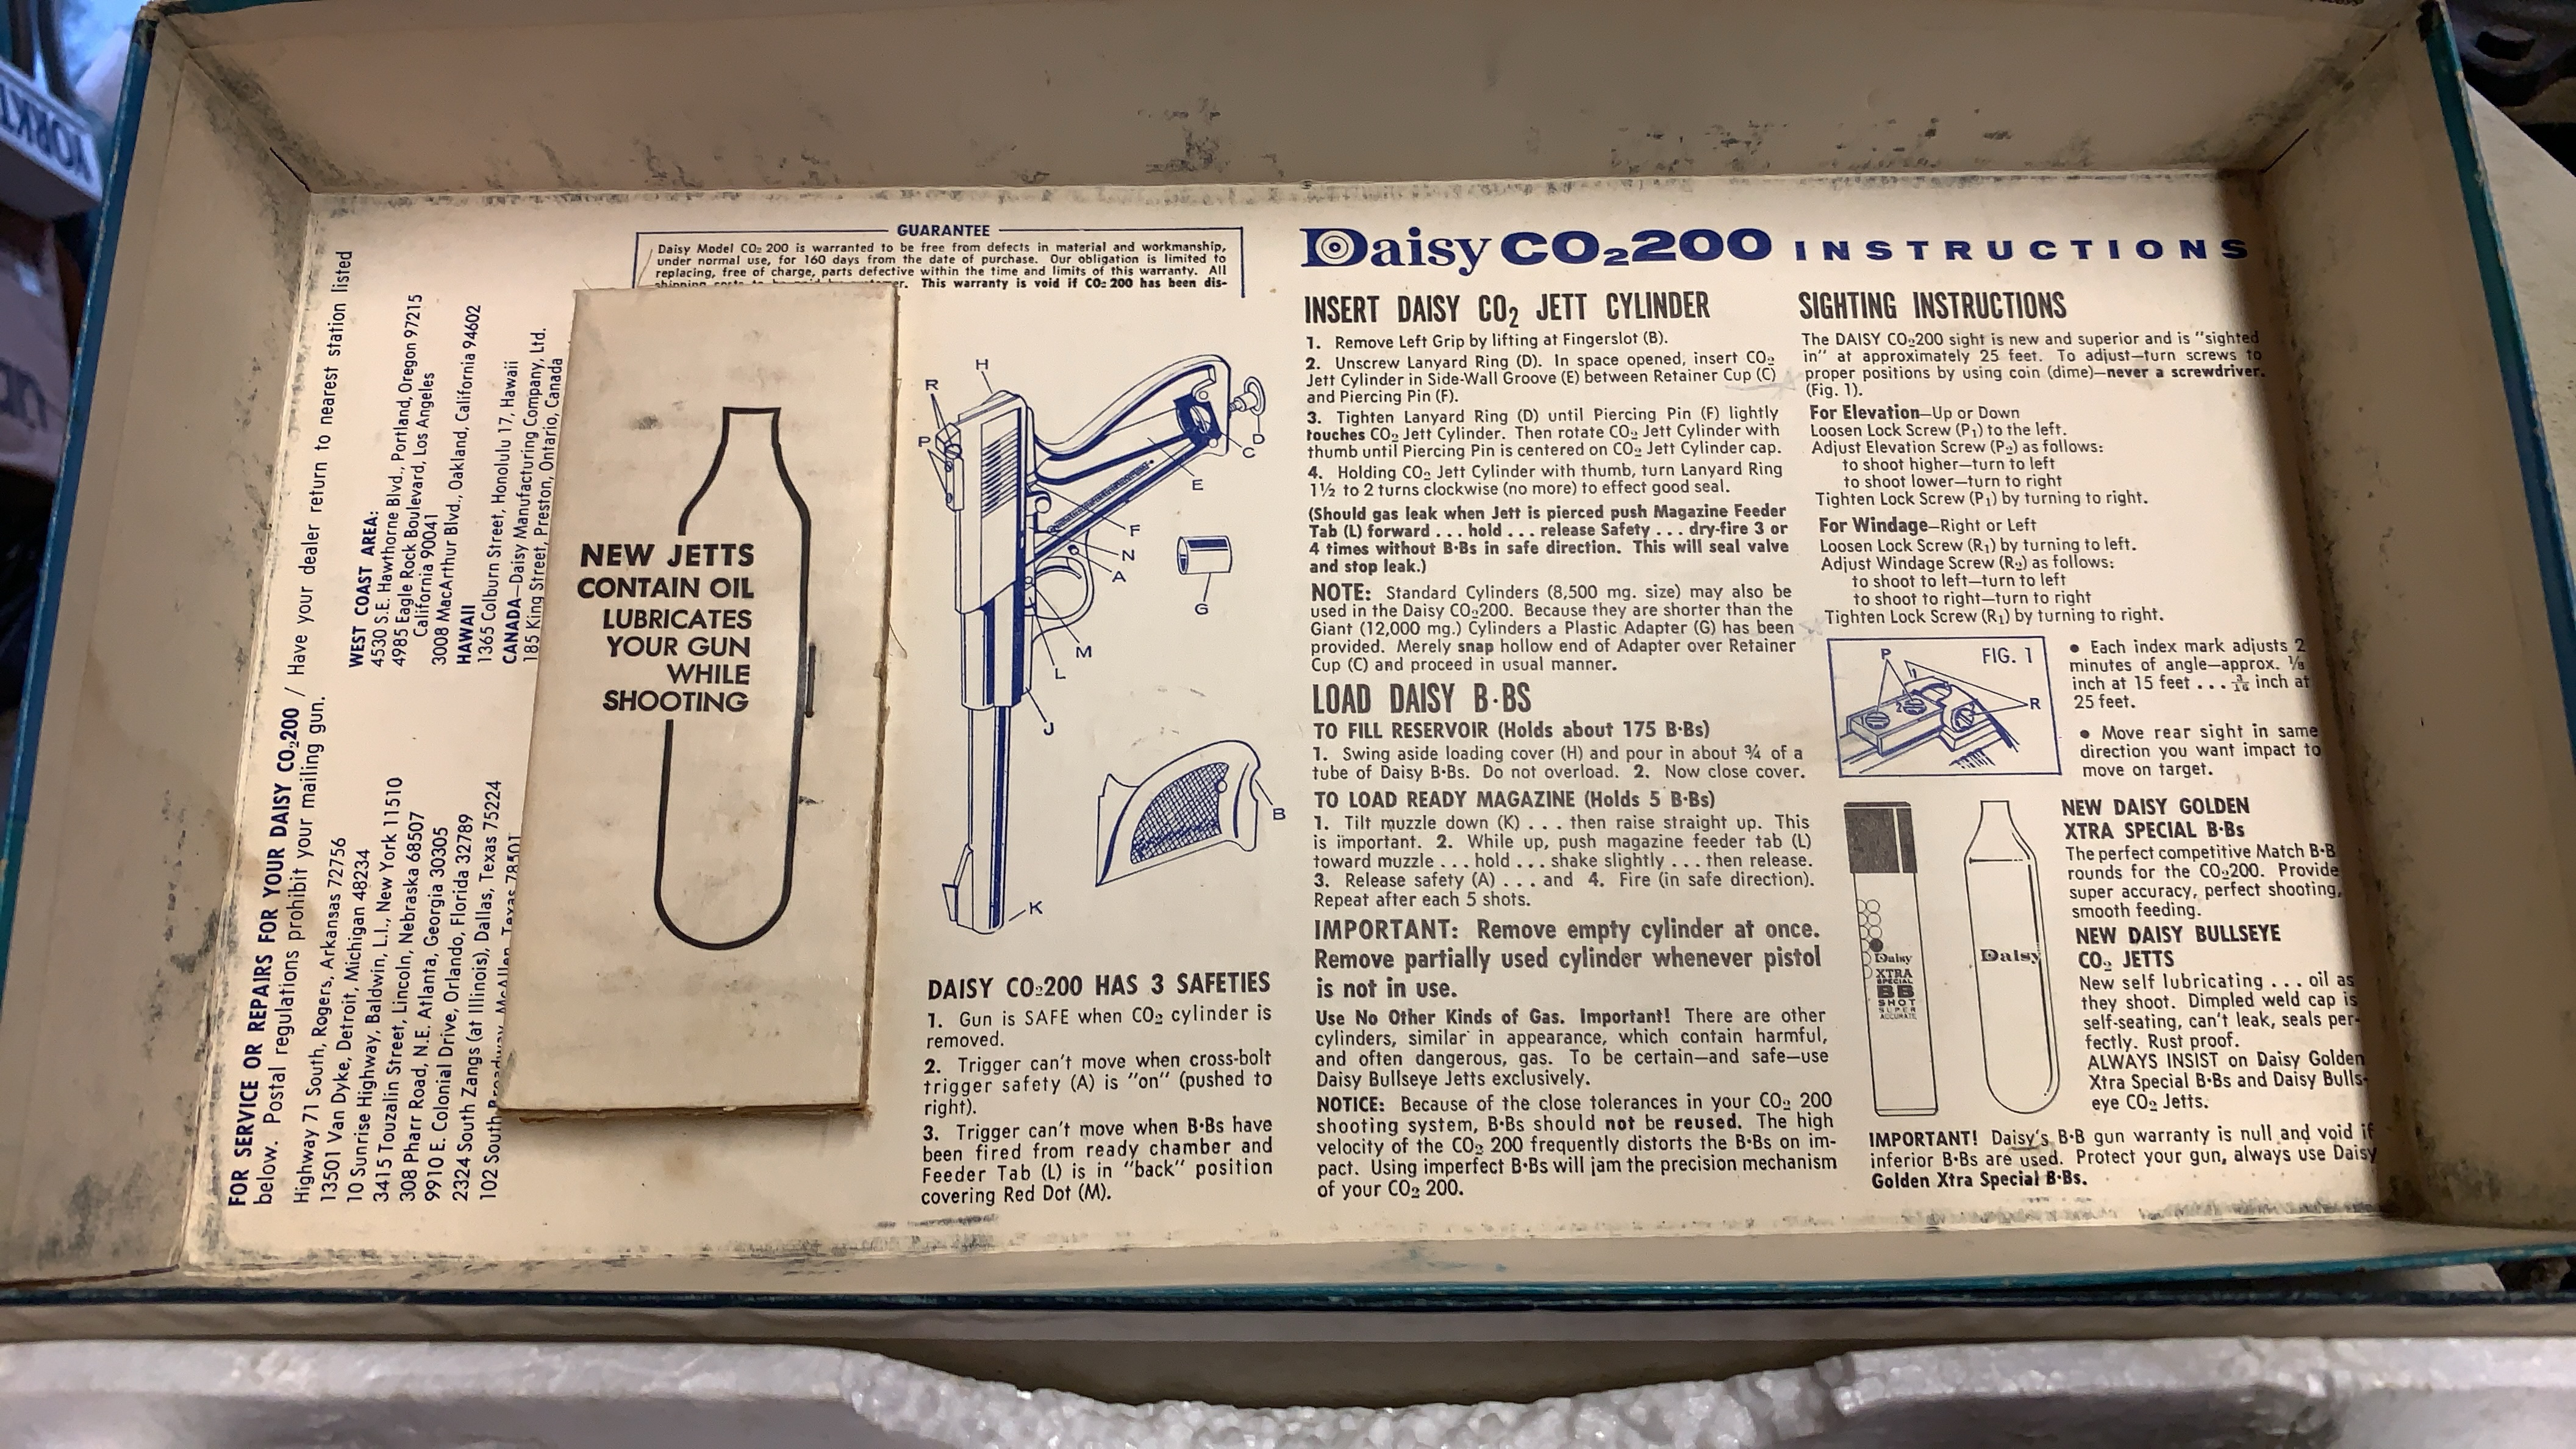 GUARANTEE
Daisy Model CO₂ 200 is warranted to be free from defects in material and workmanship,
under normal use, for 160 days from the date of purchase. Our obligation is limited to
replacing, free of charge, parts defective within the time and limits of this warranty. All
shipping costs to be paid by customer. This warranty is void if CO₂ 200 has been dis-
FOR SERVICE OR REPAIRS FOR YOUR DAISY CO₂200 / Have your dealer return to nearest station listed
below. Postal regulations prohibit your mailing gun.
Highway 71 South, Rogers, Arkansas 72756
13501 Van Dyke, Detroit, Michigan 48234
10 Sunrise Highway, Baldwin, L.I., New York 11510
3415 Touzalin Street, Lincoln, Nebraska 68507
308 Pharr Road, N.E. Atlanta, Georgia 30305
9910 E. Colonial Drive, Orlando, Florida 32789
2324 South Zangs (at Illinois), Dallas, Texas 75224
102 South Broadway, McAllen, Texas 78501
WEST COAST AREA:
4530 S.E. Hawthorne Blvd., Portland, Oregon 97215
4985 Eagle Rock Boulevard, Los Angeles
California 90041
3008 MacArthur Blvd., Oakland, California 94602
HAWAII
1365 Colburn Street, Honolulu 17, Hawaii
CANADA—Daisy Manufacturing Company, Ltd.
185 King Street, Preston, Ontario, Canada
NEW JETTS
CONTAIN OIL
LUBRICATES
YOUR GUN
WHILE
SHOOTING
H
R
P
D
C
E
F
N
A
G
M
L
J
B
K
DAISY CO₂200 HAS 3 SAFETIES
1. Gun is SAFE when CO₂ cylinder is
removed.
2. Trigger can't move when cross-bolt
trigger safety (A) is "on" (pushed to
right).
3. Trigger can't move when B•Bs have
been fired from ready chamber and
Feeder Tab (L) is in "back" position
covering Red Dot (M).
Daisy CO₂200 INSTRUCTIONS
INSERT DAISY CO₂ JETT CYLINDER
1. Remove Left Grip by lifting at Fingerslot (B).
2. Unscrew Lanyard Ring (D). In space opened, insert CO₂
Jett Cylinder in Side-Wall Groove (E) between Retainer Cup (C)
and Piercing Pin (F).
3. Tighten Lanyard Ring (D) until Piercing Pin (F) lightly
touches CO₂ Jett Cylinder. Then rotate CO₂ Jett Cylinder with
thumb until Piercing Pin is centered on CO₂ Jett Cylinder cap.
4. Holding CO₂ Jett Cylinder with thumb, turn Lanyard Ring
1½ to 2 turns clockwise (no more) to effect good seal.
(Should gas leak when Jett is pierced push Magazine Feeder
Tab (L) forward . . . hold . . . release Safety . . . dry-fire 3 or
4 times without B•Bs in safe direction. This will seal valve
and stop leak.)
NOTE: Standard Cylinders (8,500 mg. size) may also be
used in the Daisy CO₂200. Because they are shorter than the
Giant (12,000 mg.) Cylinders a Plastic Adapter (G) has been
provided. Merely snap hollow end of Adapter over Retainer
Cup (C) and proceed in usual manner.
LOAD DAISY B•BS
TO FILL RESERVOIR (Holds about 175 B•Bs)
1. Swing aside loading cover (H) and pour in about ¾ of a
tube of Daisy B•Bs. Do not overload. 2. Now close cover.
TO LOAD READY MAGAZINE (Holds 5 B•Bs)
1. Tilt muzzle down (K) . . . then raise straight up. This
is important. 2. While up, push magazine feeder tab (L)
toward muzzle . . . hold . . . shake slightly . . . then release.
3. Release safety (A) . . . and 4. Fire (in safe direction).
Repeat after each 5 shots.
IMPORTANT: Remove empty cylinder at once.
Remove partially used cylinder whenever pistol
is not in use.
Use No Other Kinds of Gas. Important! There are other
cylinders, similar in appearance, which contain harmful,
and often dangerous, gas. To be certain—and safe—use
Daisy Bullseye Jetts exclusively.
NOTICE: Because of the close tolerances in your CO₂ 200
shooting system, B•Bs should not be reused. The high
velocity of the CO₂ 200 frequently distorts the B•Bs on im-
pact. Using imperfect B•Bs will jam the precision mechanism
of your CO₂ 200.
SIGHTING INSTRUCTIONS
The DAISY CO₂200 sight is new and superior and is "sighted
in" at approximately 25 feet. To adjust—turn screws to
proper positions by using coin (dime)—never a screwdriver.
(Fig. 1).
For Elevation—Up or Down
Loosen Lock Screw (P₁) to the left.
Adjust Elevation Screw (P₂) as follows:
to shoot higher—turn to left
to shoot lower—turn to right
Tighten Lock Screw (P₁) by turning to right.
For Windage—Right or Left
Loosen Lock Screw (R₁) by turning to left.
Adjust Windage Screw (R₂) as follows:
to shoot to left—turn to left
to shoot to right—turn to right
Tighten Lock Screw (R₁) by turning to right.
P
FIG. 1
R
• Each index mark adjusts 2
minutes of angle—approx. ⅛
inch at 15 feet . . . 3/16 inch at
25 feet.
• Move rear sight in same
direction you want impact to
move on target.
Daisy
XTRA
SPECIAL
BB
SHOT
SUPER
ACCURATE
Daisy
NEW DAISY GOLDEN
XTRA SPECIAL B•Bs
The perfect competitive Match B•B
rounds for the CO₂200. Provide
super accuracy, perfect shooting,
smooth feeding.
NEW DAISY BULLSEYE
CO₂ JETTS
New self lubricating . . . oil as
they shoot. Dimpled weld cap is
self-seating, can't leak, seals per-
fectly. Rust proof.
ALWAYS INSIST on Daisy Golden
Xtra Special B•Bs and Daisy Bulls-
eye CO₂ Jetts.
IMPORTANT! Daisy's B•B gun warranty is null and void if
inferior B•Bs are used. Protect your gun, always use Daisy
Golden Xtra Special B•Bs.